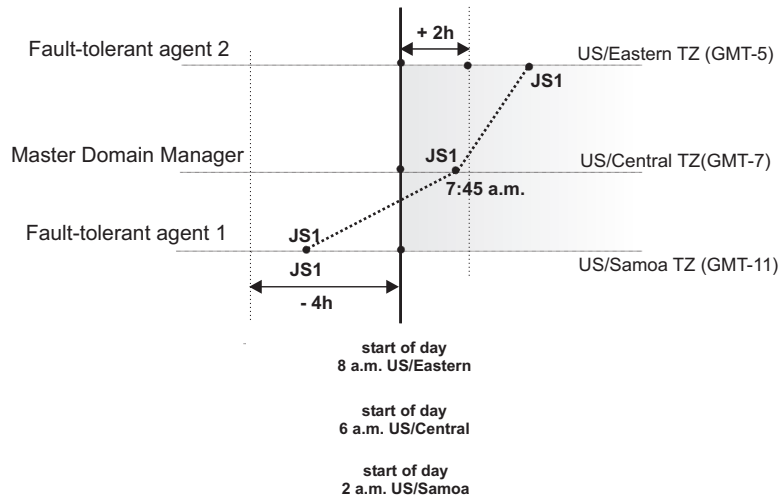 + 2h
Fault-tolerant agent 2
US/Eastern TZ (GMT-5)
JS1
Master Domain Manager
JS1
US/Central TZ(GMT-7)
7:45 a.m.
Fault-tolerant agent 1
JS1
JS1
US/Samoa TZ (GMT-11)
- 4h
start of day
8 a.m. US/Eastern
start of day
6 a.m. US/Central
start of day
2 a.m. US/Samoa